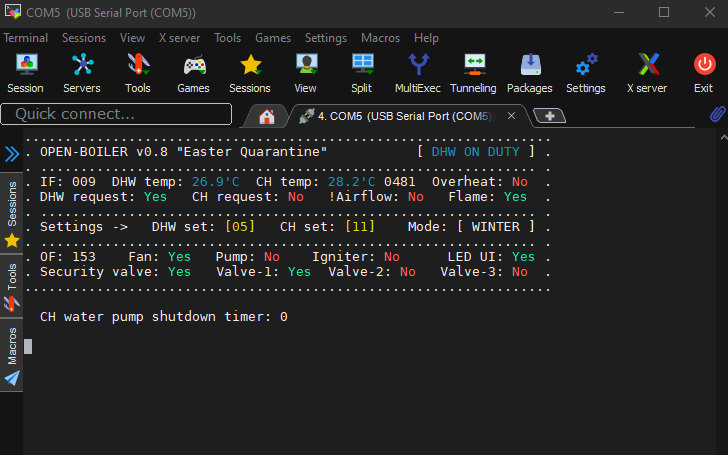 COM5 (USB Serial Port (COM5))
Terminal Sessions View X server Tools Games Settings Macros Help
Session Servers Tools Games Sessions View Split MultiExec Tunneling Packages Settings X server Exit
Quick connect...
4. COM5 (USB Serial Port (COM5)
Sessions
Tools
Macros
..................................................................
. OPEN-BOILER v0.8 "Easter Quarantine" [ DHW ON DUTY ] .
. .............................................................. .
. IF: 009 DHW temp: 26.9'C CH temp: 28.2'C 0481 Overheat: No .
. DHW request: Yes CH request: No !Airflow: No Flame: Yes .
. .............................................................. .
. Settings -> DHW set: [05] CH set: [11] Mode: [ WINTER ] .
. .............................................................. .
. OF: 153 Fan: Yes Pump: No Igniter: No LED UI: Yes .
. Security valve: Yes Valve-1: Yes Valve-2: No Valve-3: No .
..................................................................
CH water pump shutdown timer: 0